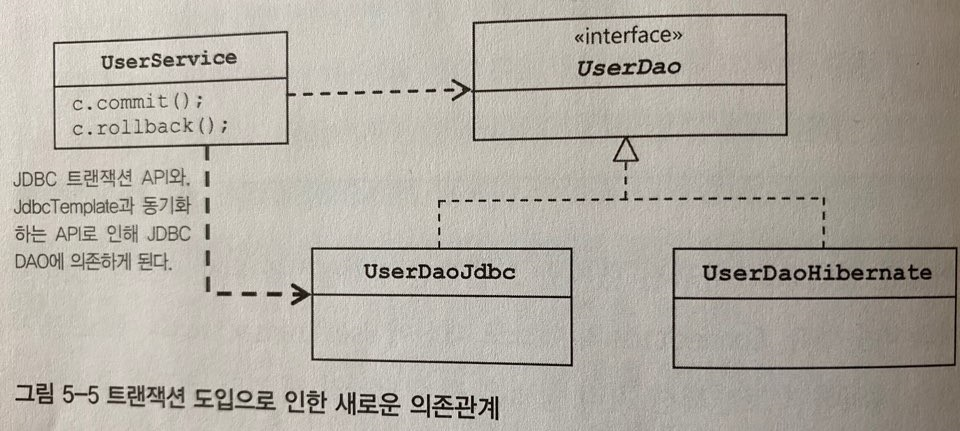 UserService
c.commit();
c.rollback();
«interface»
UserDao
JDBC 트랜잭션 API와,
JdbcTemplate과 동기화
하는 API로 인해 JDBC
DAO에 의존하게 된다.
UserDaoJdbc
UserDaoHibernate
그림 5-5 트랜잭션 도입으로 인한 새로운 의존관계